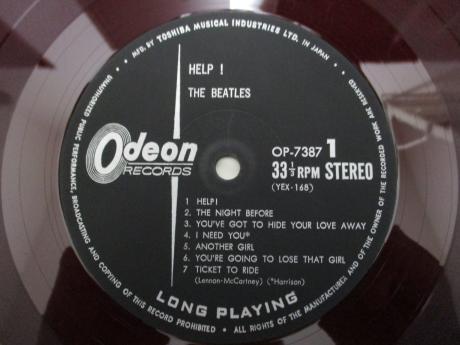 MFD. BY TOSHIBA MUSICAL INDUSTRIES LTD. IN JAPAN
HELP !
THE BEATLES
Odeon
RECORDS
OP-7387 1
33⅓ RPM STEREO
(YEX-168)
1 HELP!
2. THE NIGHT BEFORE
3. YOU'VE GOT TO HIDE YOUR LOVE AWAY
4. I NEED YOU*
5. ANOTHER GIRL
6. YOU'RE GOING TO LOSE THAT GIRL
7 TICKET TO RIDE
(Lennon-McCartney) (*Harrison)
LONG PLAYING
UNAUTHORIZED PUBLIC PERFORMANCE, BROADCASTING AND COPYING OF THIS RECORD PROHIBITED • ALL RIGHTS OF THE MANUFACTURER AND OF THE OWNER OF THE RECORDED WORK ARE RESERVED